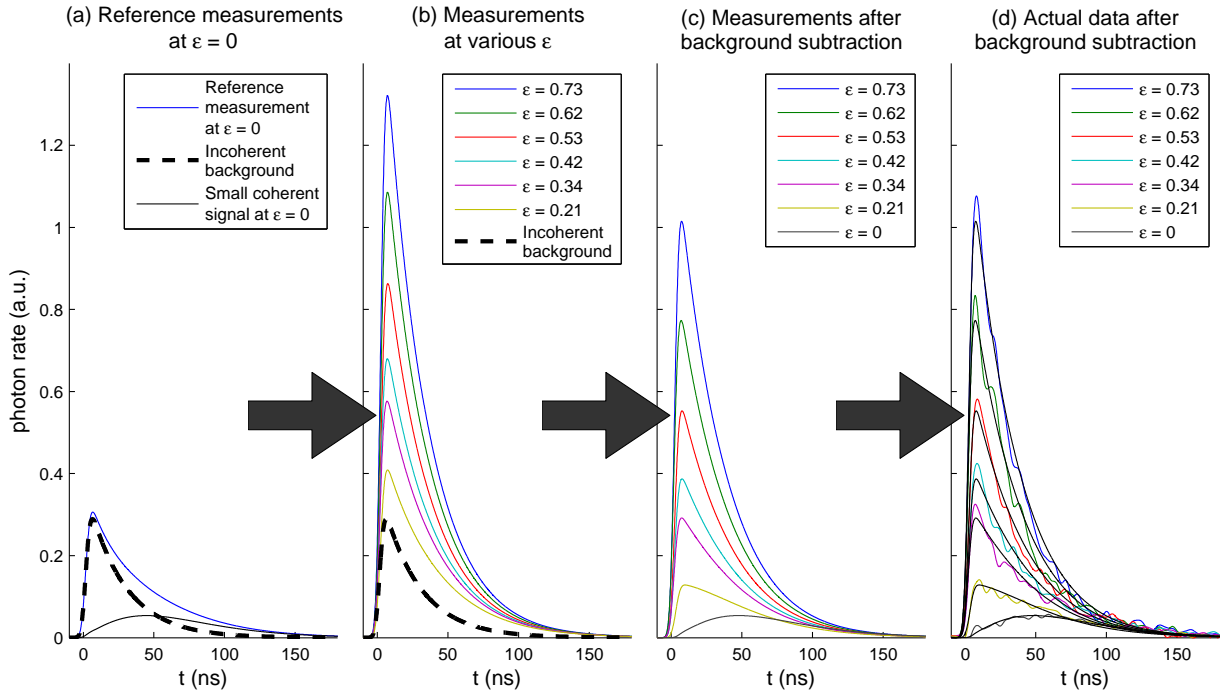 (a) Reference measurements
at ε = 0
(b) Measurements
at various ε
(c) Measurements after
background subtraction
(d) Actual data after
background subtraction
photon rate (a.u.)
1.2
1
0.8
0.6
0.4
0.2
0
Reference
measurement
at ε = 0
Incoherent
background
Small coherent
signal at ε = 0
0
50
100
150
t (ns)
ε = 0.73
ε = 0.62
ε = 0.53
ε = 0.42
ε = 0.34
ε = 0.21
Incoherent
background
0
50
100
150
t (ns)
ε = 0.73
ε = 0.62
ε = 0.53
ε = 0.42
ε = 0.34
ε = 0.21
ε = 0
0
50
100
150
t (ns)
ε = 0.73
ε = 0.62
ε = 0.53
ε = 0.42
ε = 0.34
ε = 0.21
ε = 0
0
50
100
150
t (ns)